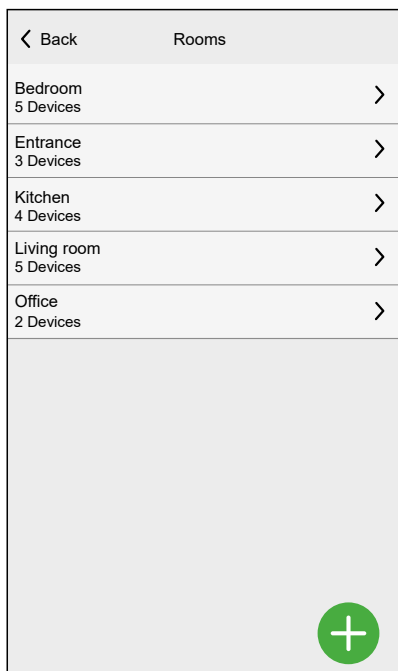 Back Rooms
Bedroom
5 Devices
Entrance
3 Devices
Kitchen
4 Devices
Living room
5 Devices
Office
2 Devices